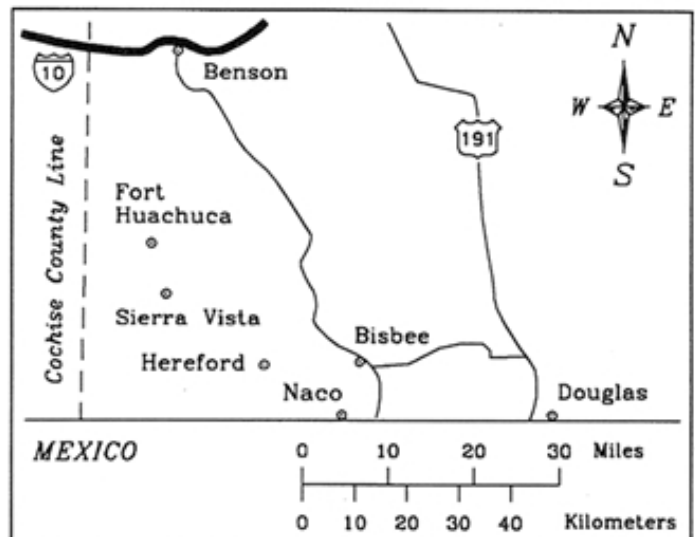 N
10
Benson
W E
191
S
Cochise County Line
Fort
Huachuca
Sierra Vista
Bisbee
Hereford
Naco
Douglas
MEXICO
0 10 20 30 Miles
0 10 20 30 40 Kilometers